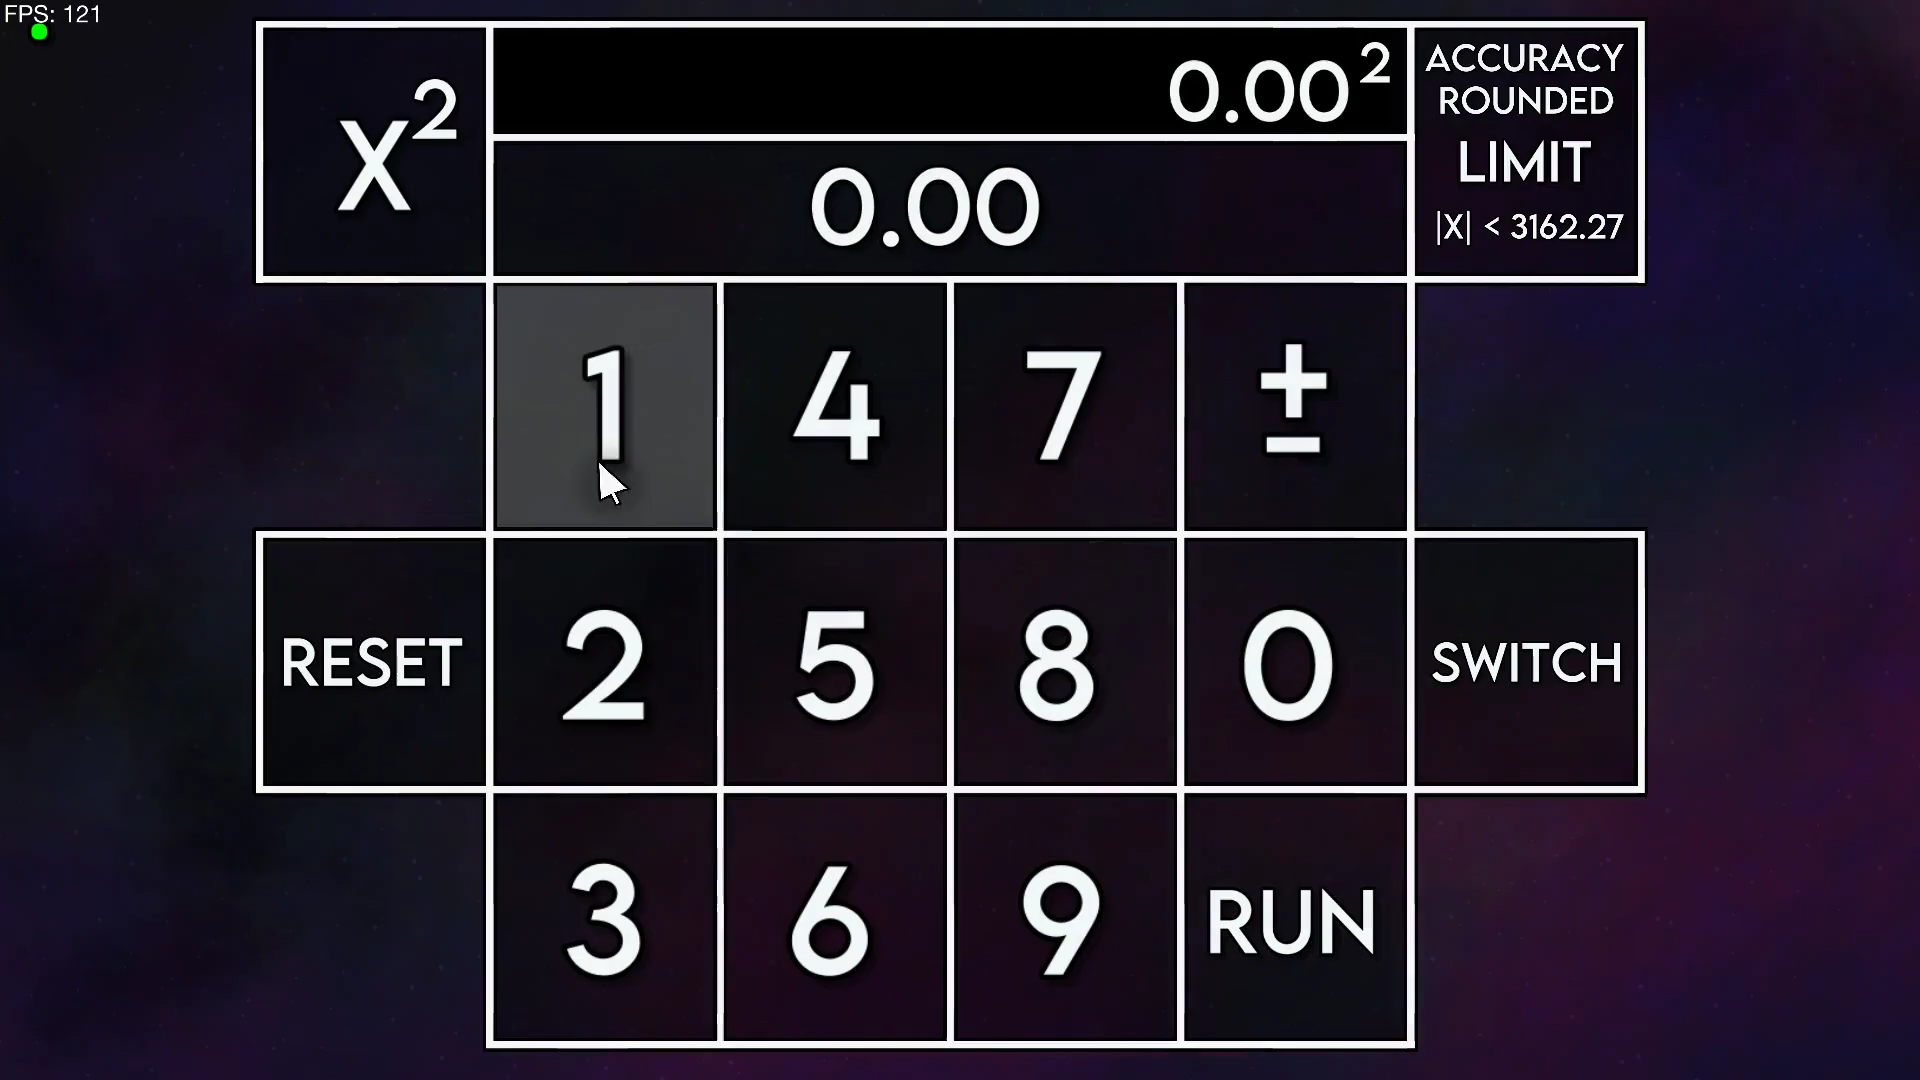 FPS: 121
X²
0.00²
0.00
ACCURACY
ROUNDED
LIMIT
|X| < 3162.27
1 4 7 ±
RESET 2 5 8 0 SWITCH
3 6 9 RUN